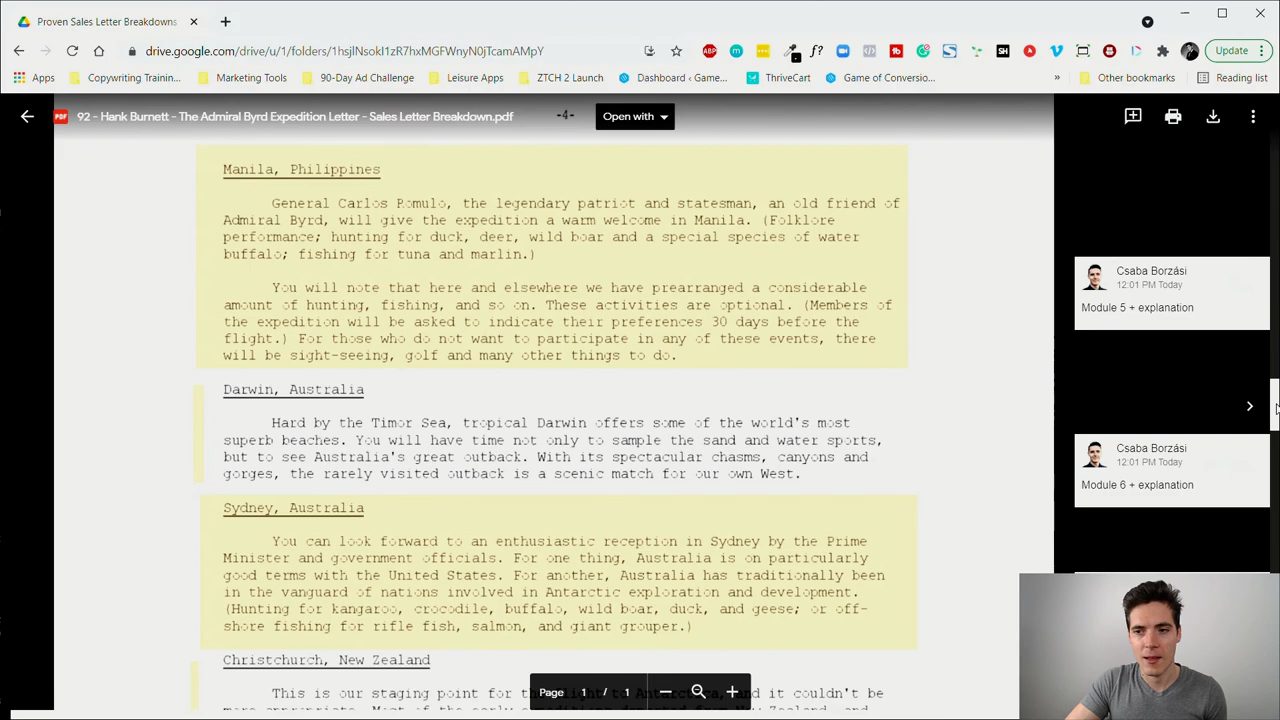 Proven Sales Letter Breakdowns
drive.google.com/drive/u/1/folders/1hsjlNsokI1zR7hxMGFWnyN0jTcamAMpY
Update
Apps
Copywriting Trainin...
Marketing Tools
90-Day Ad Challenge
Leisure Apps
ZTCH 2 Launch
Dashboard ‹ Game...
ThriveCart
Game of Conversio...
»
Other bookmarks
Reading list
PDF
92 - Hank Burnett - The Admiral Byrd Expedition Letter - Sales Letter Breakdown.pdf
-4-
Open with
Manila, Philippines
General Carlos Romulo, the legendary patriot and statesman, an old friend of
Admiral Byrd, will give the expedition a warm welcome in Manila. (Folklore
performance; hunting for duck, deer, wild boar and a special species of water
buffalo; fishing for tuna and marlin.)
You will note that here and elsewhere we have prearranged a considerable
amount of hunting, fishing, and so on. These activities are optional. (Members of
the expedition will be asked to indicate their preferences 30 days before the
flight.) For those who do not want to participate in any of these events, there
will be sight-seeing, golf and many other things to do.
Darwin, Australia
Hard by the Timor Sea, tropical Darwin offers some of the world's most
superb beaches. You will have time not only to sample the sand and water sports,
but to see Australia's great outback. With its spectacular chasms, canyons and
gorges, the rarely visited outback is a scenic match for our own West.
Sydney, Australia
You can look forward to an enthusiastic reception in Sydney by the Prime
Minister and government officials. For one thing, Australia is on particularly
good terms with the United States. For another, Australia has traditionally been
in the vanguard of nations involved in Antarctic exploration and development.
(Hunting for kangaroo, crocodile, buffalo, wild boar, duck, and geese; or off-
shore fishing for rifle fish, salmon, and giant grouper.)
Christchurch, New Zealand
This is our staging point for the flight to Antarctica, and it couldn't be
Page 1 / 1
Csaba Borzási
12:01 PM Today
Module 5 + explanation
Csaba Borzási
12:01 PM Today
Module 6 + explanation